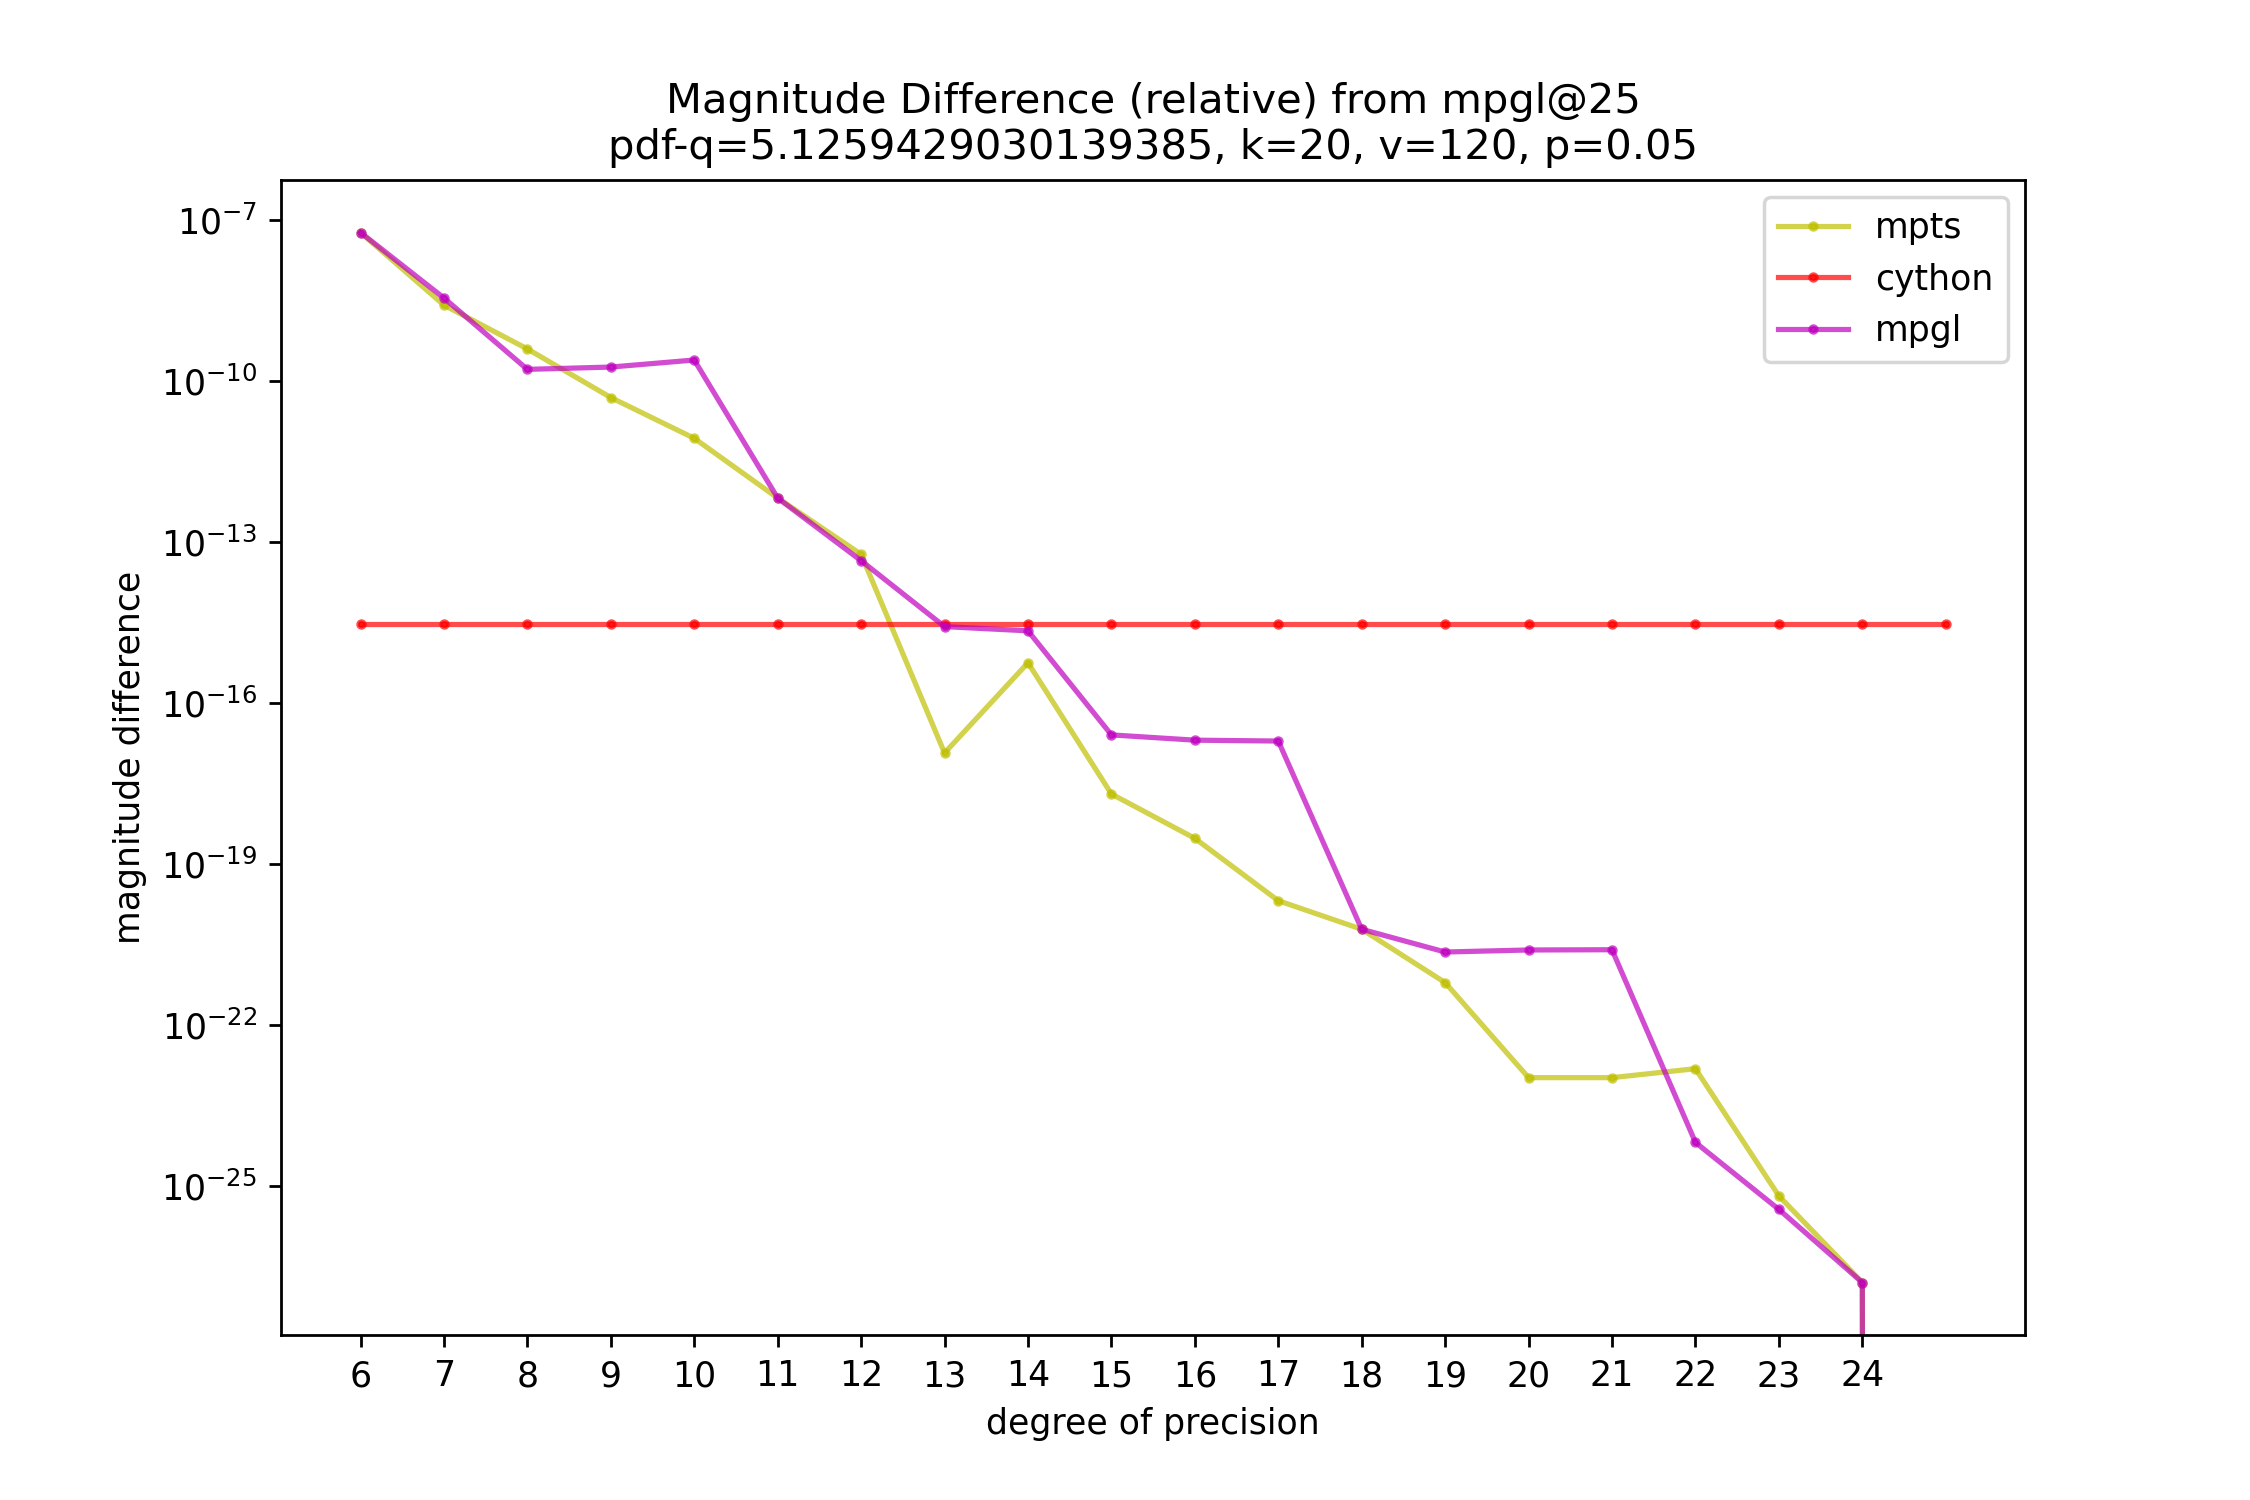 Magnitude Difference (relative) from mpgl@25
pdf-q=5.1259429030139385, k=20, v=120, p=0.05
mpts
cython
mpgl
magnitude difference
10⁻⁷
10⁻¹⁰
10⁻¹³
10⁻¹⁶
10⁻¹⁹
10⁻²²
10⁻²⁵
6 7 8 9 10 11 12 13 14 15 16 17 18 19 20 21 22 23 24
degree of precision